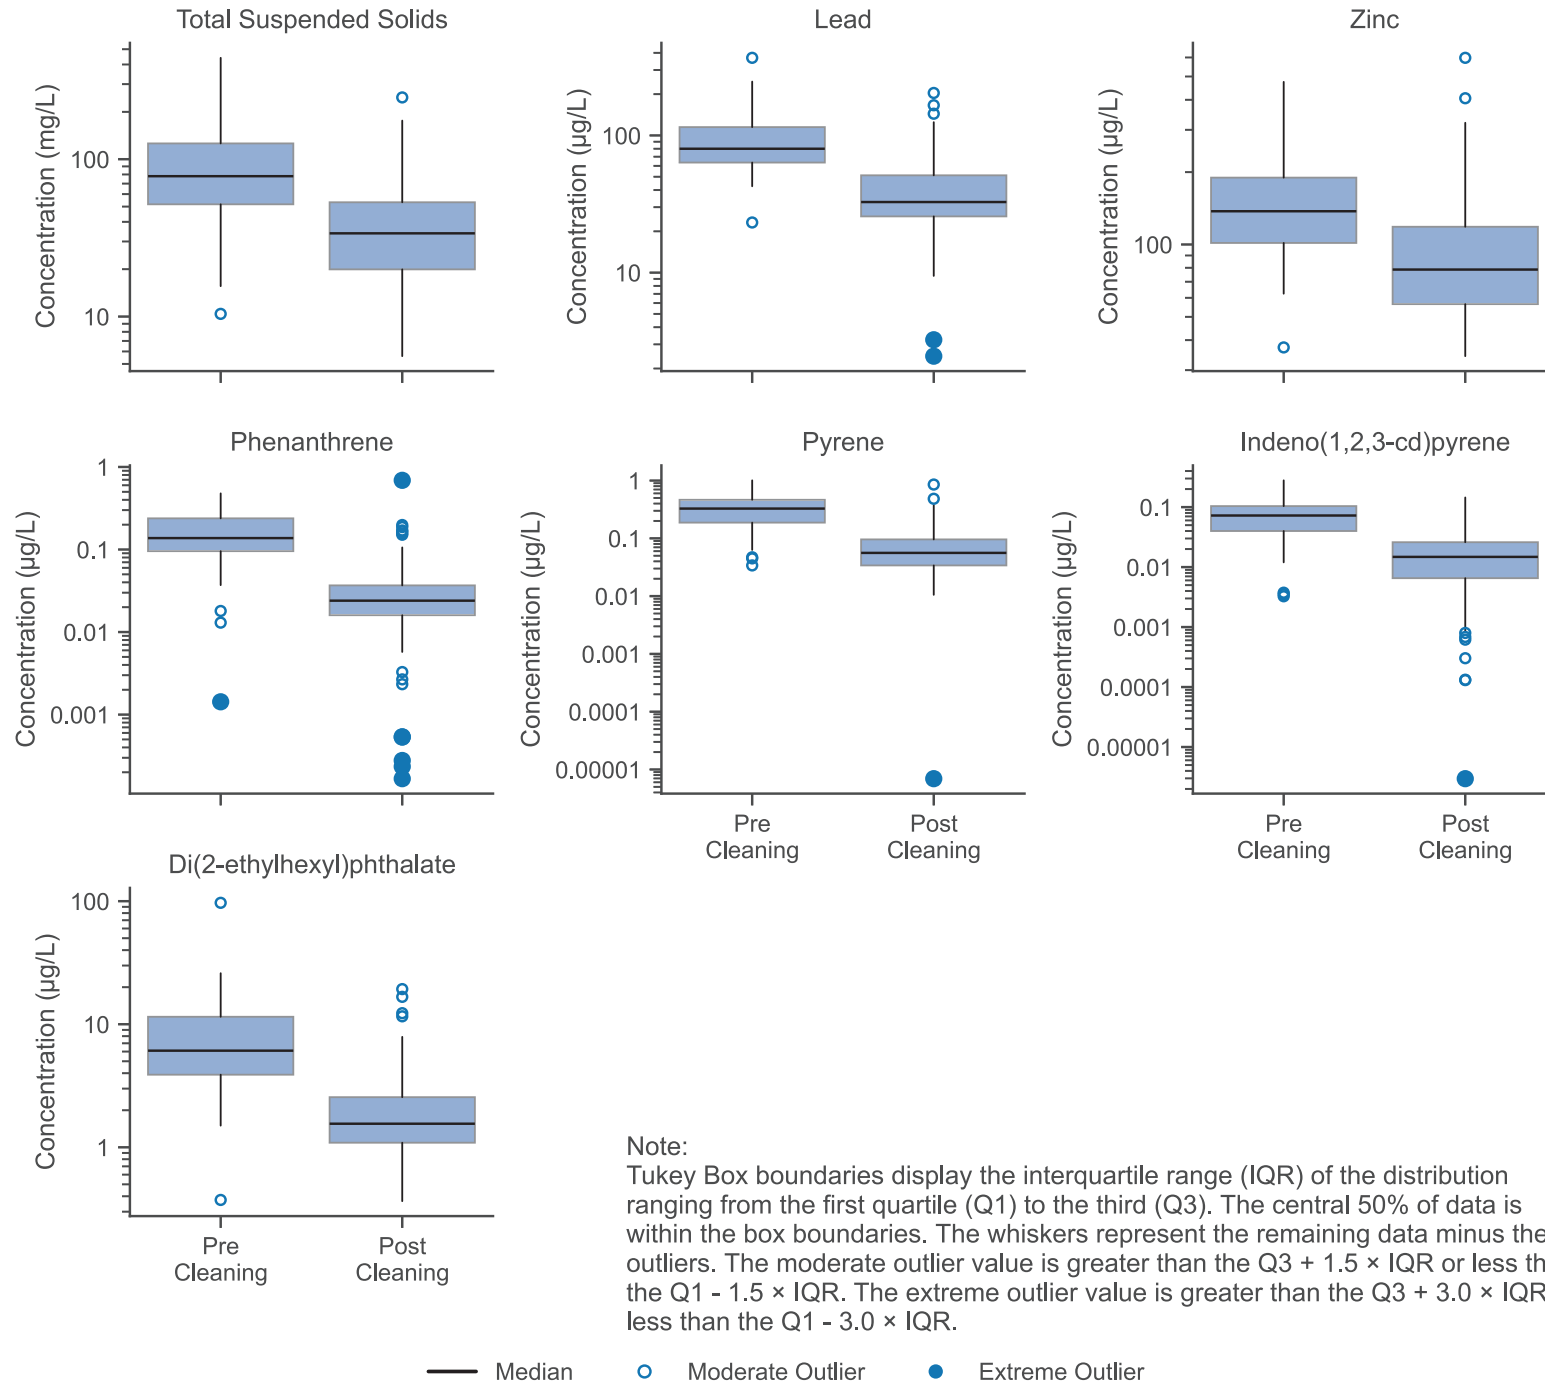 Total Suspended Solids
Concentration (mg/L)
100
10
Lead
Concentration (µg/L)
100
10
Zinc
Concentration (µg/L)
100
Phenanthrene
Concentration (µg/L)
1
0.1
0.01
0.001
Pyrene
Concentration (µg/L)
1
0.1
0.01
0.001
0.0001
0.00001
Pre
Cleaning
Post
Cleaning
Indeno(1,2,3-cd)pyrene
Concentration (µg/L)
0.1
0.01
0.001
0.0001
0.00001
Pre
Cleaning
Post
Cleaning
Di(2-ethylhexyl)phthalate
Concentration (µg/L)
100
10
1
Pre
Cleaning
Post
Cleaning
Note:
Tukey Box boundaries display the interquartile range (IQR) of the distribution
ranging from the first quartile (Q1) to the third (Q3). The central 50% of data is
within the box boundaries. The whiskers represent the remaining data minus the
outliers. The moderate outlier value is greater than the Q3 + 1.5 × IQR or less th
the Q1 - 1.5 × IQR. The extreme outlier value is greater than the Q3 + 3.0 × IQR
less than the Q1 - 3.0 × IQR.
Median
Moderate Outlier
Extreme Outlier